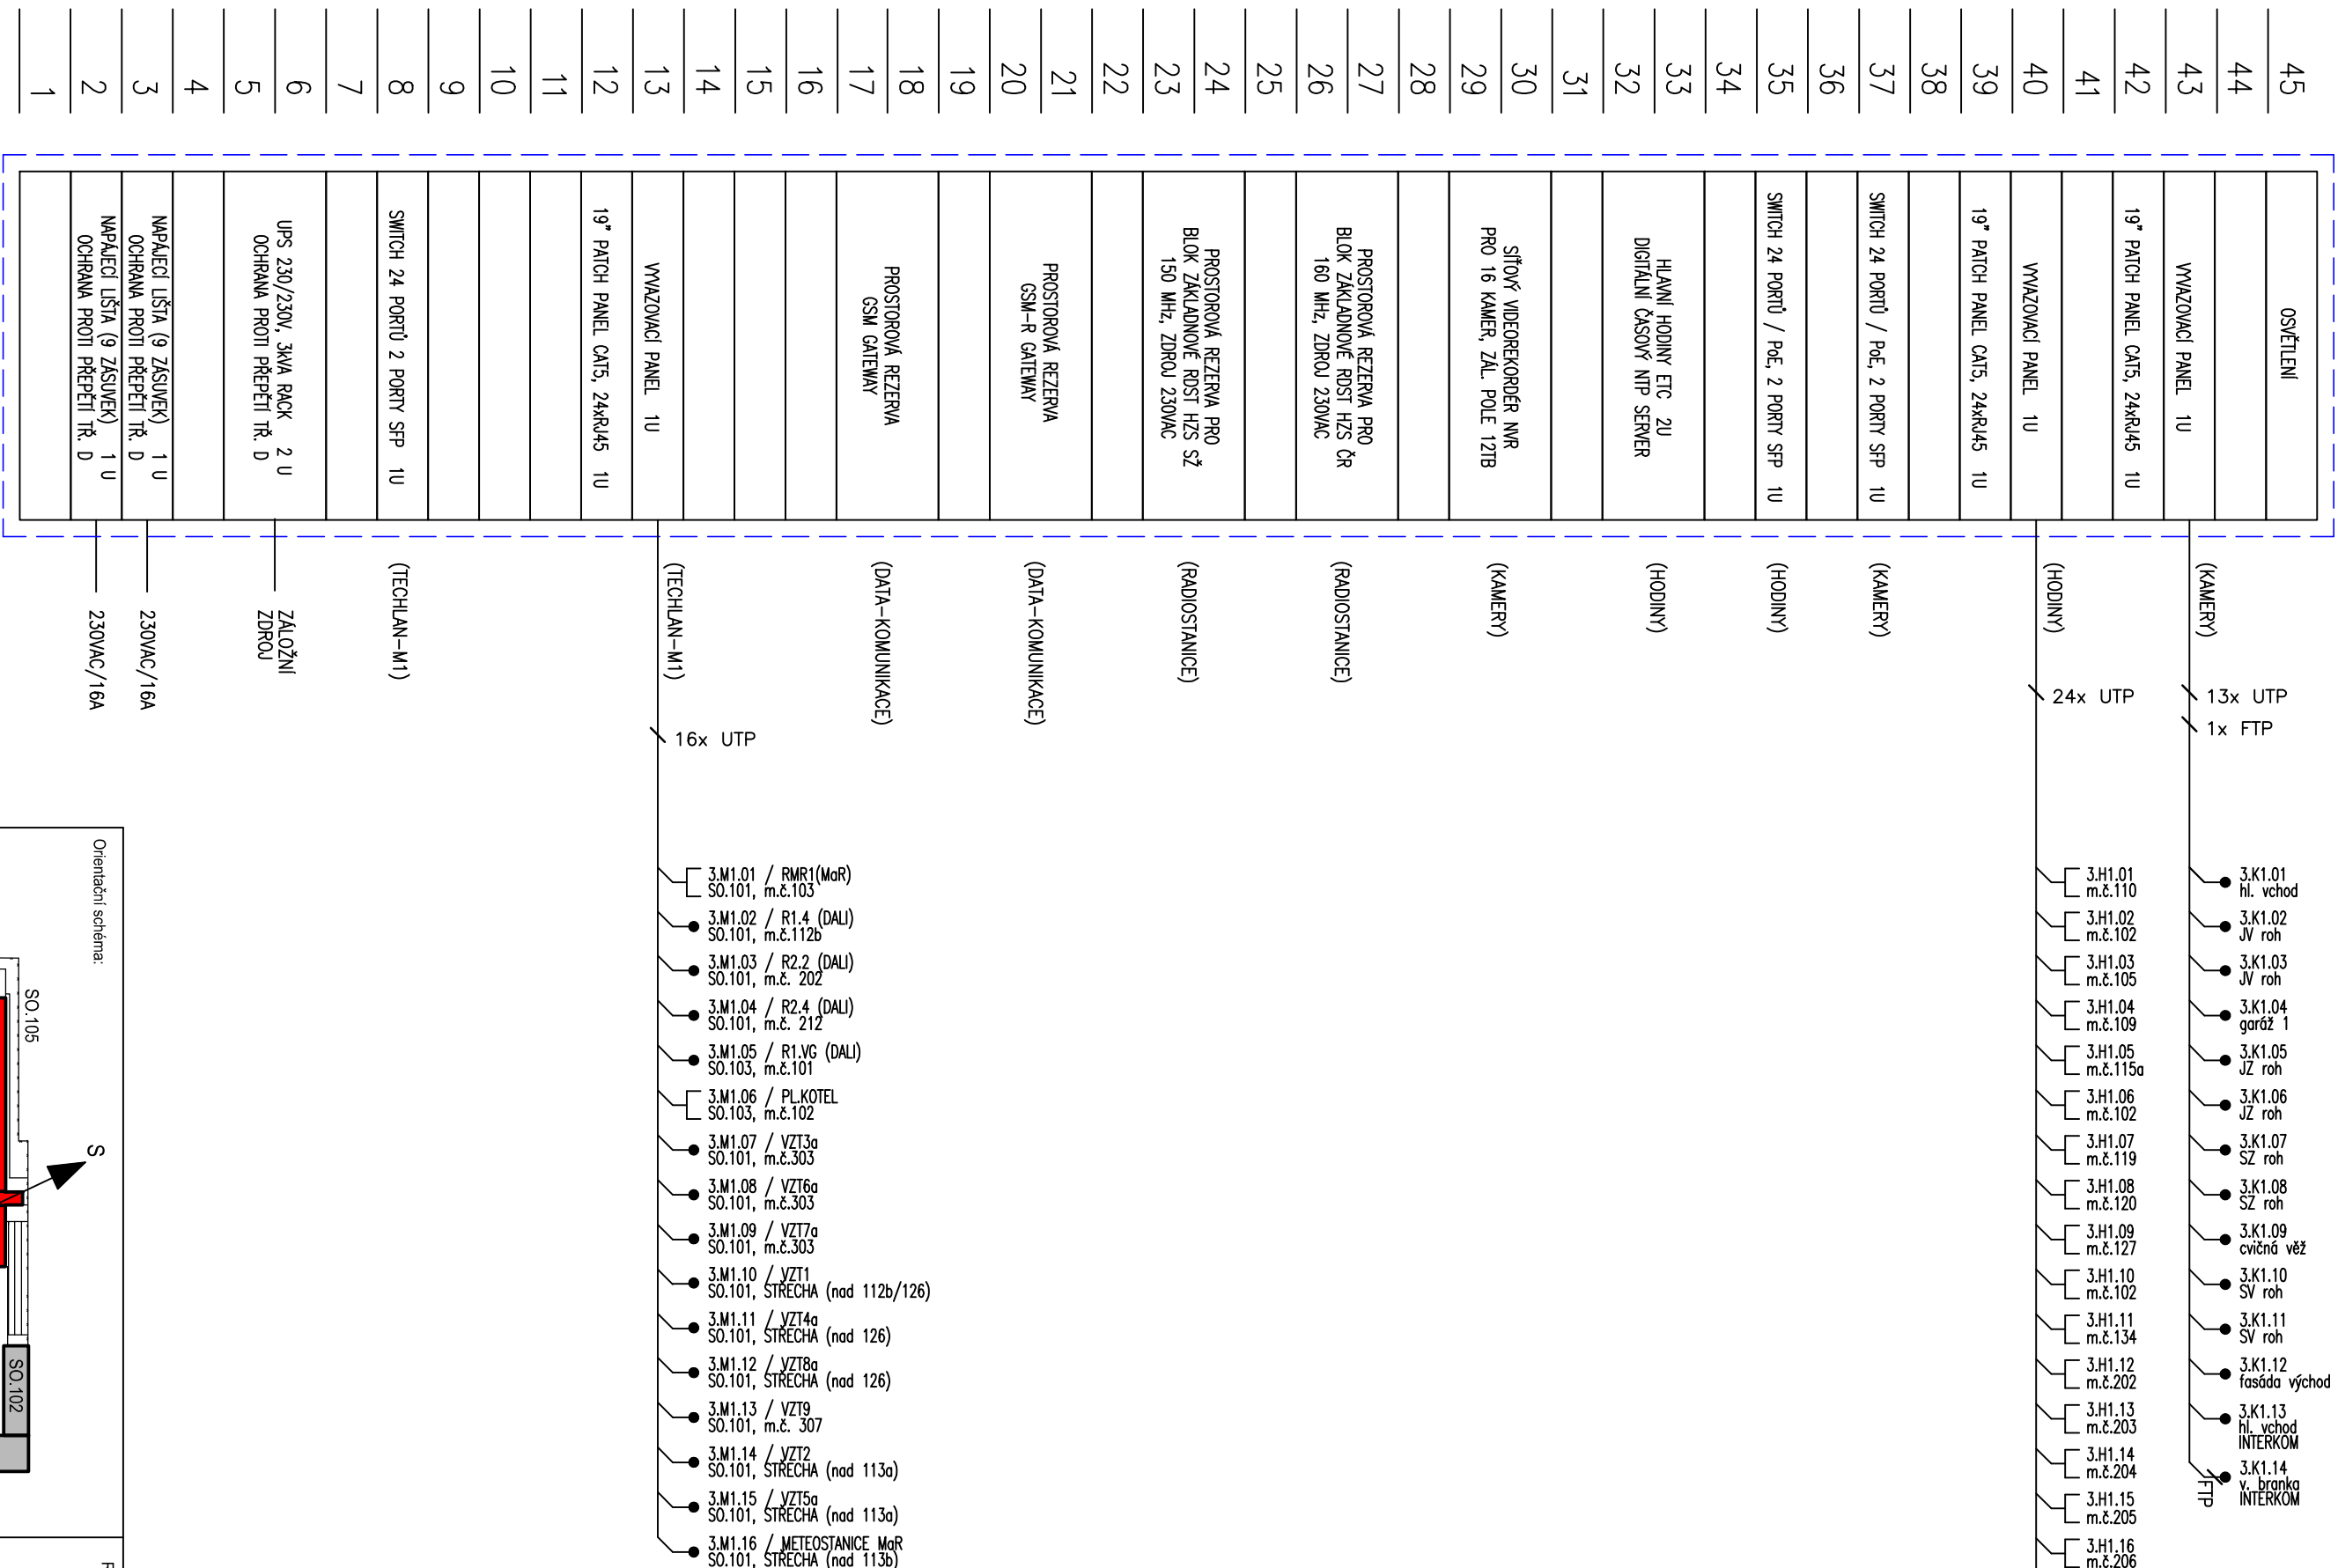 45
44
43
42
41
40
39
38
37
36
35
34
33
32
31
30
29
28
27
26
25
24
23
22
21
20
19
18
17
16
15
14
13
12
11
10
9
8
7
6
5
4
3
2
1
OSVĚTLENÍ
VYVAZOVACÍ PANEL 1U
19" PATCH PANEL CAT5, 24xRJ45 1U
VYVAZOVACÍ PANEL 1U
19" PATCH PANEL CAT5, 24xRJ45 1U
SWITCH 24 PORTŮ / PoE, 2 PORTY SFP 1U
SWITCH 24 PORTŮ / PoE, 2 PORTY SFP 1U
HLAVNÍ HODINY ETC 2U
DIGITÁLNÍ ČASOVÝ NTP SERVER
SÍŤOVÝ VIDEOREKORDÉR NVR
PRO 16 KAMER, ZÁL. POLE 12TB
PROSTOROVÁ REZERVA PRO
BLOK ZÁKLADNOVÉ RDST HZS ČR
160 MHz, ZDROJ 230VAC
PROSTOROVÁ REZERVA PRO
BLOK ZÁKLADNOVÉ RDST HZS SŽ
150 MHz, ZDROJ 230VAC
PROSTOROVÁ REZERVA
GSM-R GATEWAY
PROSTOROVÁ REZERVA
GSM GATEWAY
VYVAZOVACÍ PANEL 1U
19" PATCH PANEL CAT5, 24xRJ45 1U
SWITCH 24 PORTŮ 2 PORTY SFP 1U
UPS 230/230V, 3kVA RACK 2 U
OCHRANA PROTI PŘEPĚTÍ TŘ. D
NAPÁJECÍ LIŠTA (9 ZÁSUVEK) 1 U
OCHRANA PROTI PŘEPĚTÍ TŘ. D
NAPÁJECÍ LIŠTA (9 ZÁSUVEK) 1 U
OCHRANA PROTI PŘEPĚTÍ TŘ. D
(KAMERY)
(HODINY)
(KAMERY)
(HODINY)
(HODINY)
(KAMERY)
(RADIOSTANICE)
(RADIOSTANICE)
(DATA-KOMUNIKACE)
(DATA-KOMUNIKACE)
(TECHLAN-M1)
(TECHLAN-M1)
ZÁLOŽNÍ
ZDROJ
230VAC/16A
230VAC/16A
13x UTP
1x FTP
24x UTP
16x UTP
3.K1.01
hl. vchod
3.K1.02
JV roh
3.K1.03
JV roh
3.K1.04
garáž 1
3.K1.05
JZ roh
3.K1.06
JZ roh
3.K1.07
SZ roh
3.K1.08
SZ roh
3.K1.09
cvičná věž
3.K1.10
SV roh
3.K1.11
SV roh
3.K1.12
fasáda východ
3.K1.13
hl. vchod
INTERKOM
3.K1.14
v. branka
INTERKOM
FTP
3.H1.01
m.č.110
3.H1.02
m.č.102
3.H1.03
m.č.105
3.H1.04
m.č.109
3.H1.05
m.č.115a
3.H1.06
m.č.102
3.H1.07
m.č.119
3.H1.08
m.č.120
3.H1.09
m.č.127
3.H1.10
m.č.102
3.H1.11
m.č.134
3.H1.12
m.č.202
3.H1.13
m.č.203
3.H1.14
m.č.204
3.H1.15
m.č.205
3.H1.16
m.č.206
3.M1.01 / RMR1(MaR)
SO.101, m.č.103
3.M1.02 / R1.4 (DALI)
SO.101, m.č.112b
3.M1.03 / R2.2 (DALI)
SO.101, m.č. 202
3.M1.04 / R2.4 (DALI)
SO.101, m.č. 212
3.M1.05 / R1.VG (DALI)
SO.103, m.č.101
3.M1.06 / PL.KOTEL
SO.103, m.č.102
3.M1.07 / VZT3a
SO.101, m.č.303
3.M1.08 / VZT6a
SO.101, m.č.303
3.M1.09 / VZT7a
SO.101, m.č.303
3.M1.10 / VZT1
SO.101, STŘECHA (nad 112b/126)
3.M1.11 / VZT4a
SO.101, STŘECHA (nad 126)
3.M1.12 / VZT8a
SO.101, STŘECHA (nad 126)
3.M1.13 / VZT9
SO.101, m.č. 307
3.M1.14 / VZT2
SO.101, STŘECHA (nad 113a)
3.M1.15 / VZT5a
SO.101, STŘECHA (nad 113a)
3.M1.16 / METEOSTANICE MaR
SO.101, STŘECHA (nad 113b)
Orientační schéma:
SO.105
S
SO.102